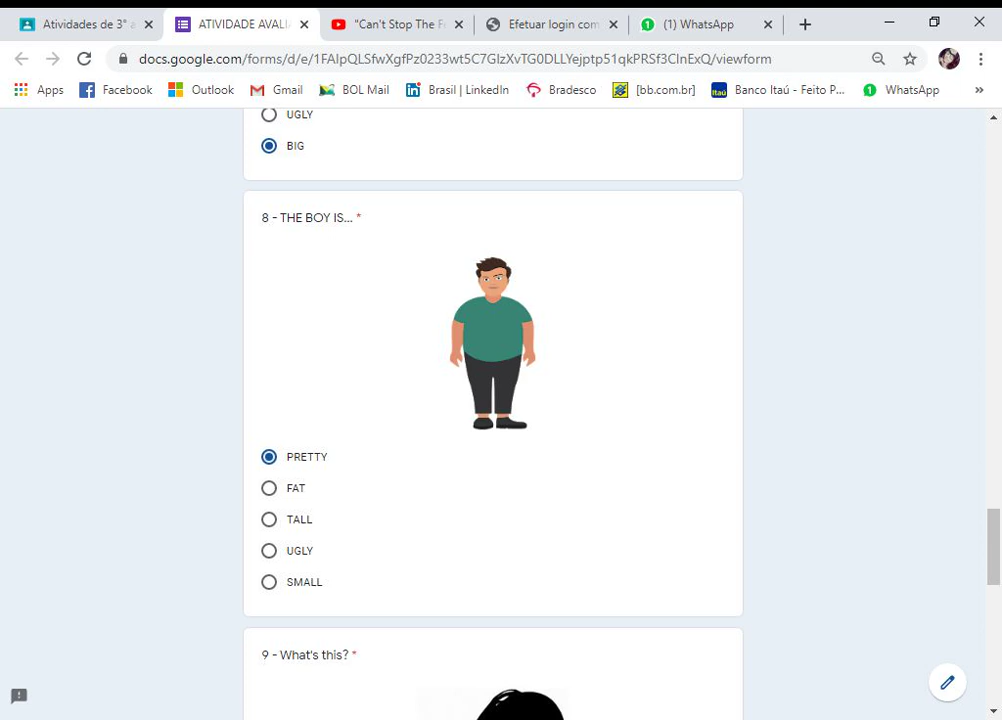 Atividades de 3° a
ATIVIDADE AVALI
"Can't Stop The F
Efetuar login com
(1) WhatsApp
docs.google.com/forms/d/e/1FAIpQLSfwXgfPz0233wt5C7GlzXvTG0DLLYejptp51qkPRSf3ClnExQ/viewform
Apps Facebook Outlook Gmail BOL Mail Brasil | LinkedIn Bradesco [bb.com.br] Itaú Banco Itaú - Feito P... 1 WhatsApp »
UGLY
BIG
8 - THE BOY IS... *
PRETTY
FAT
TALL
UGLY
SMALL
9 - What's this? *